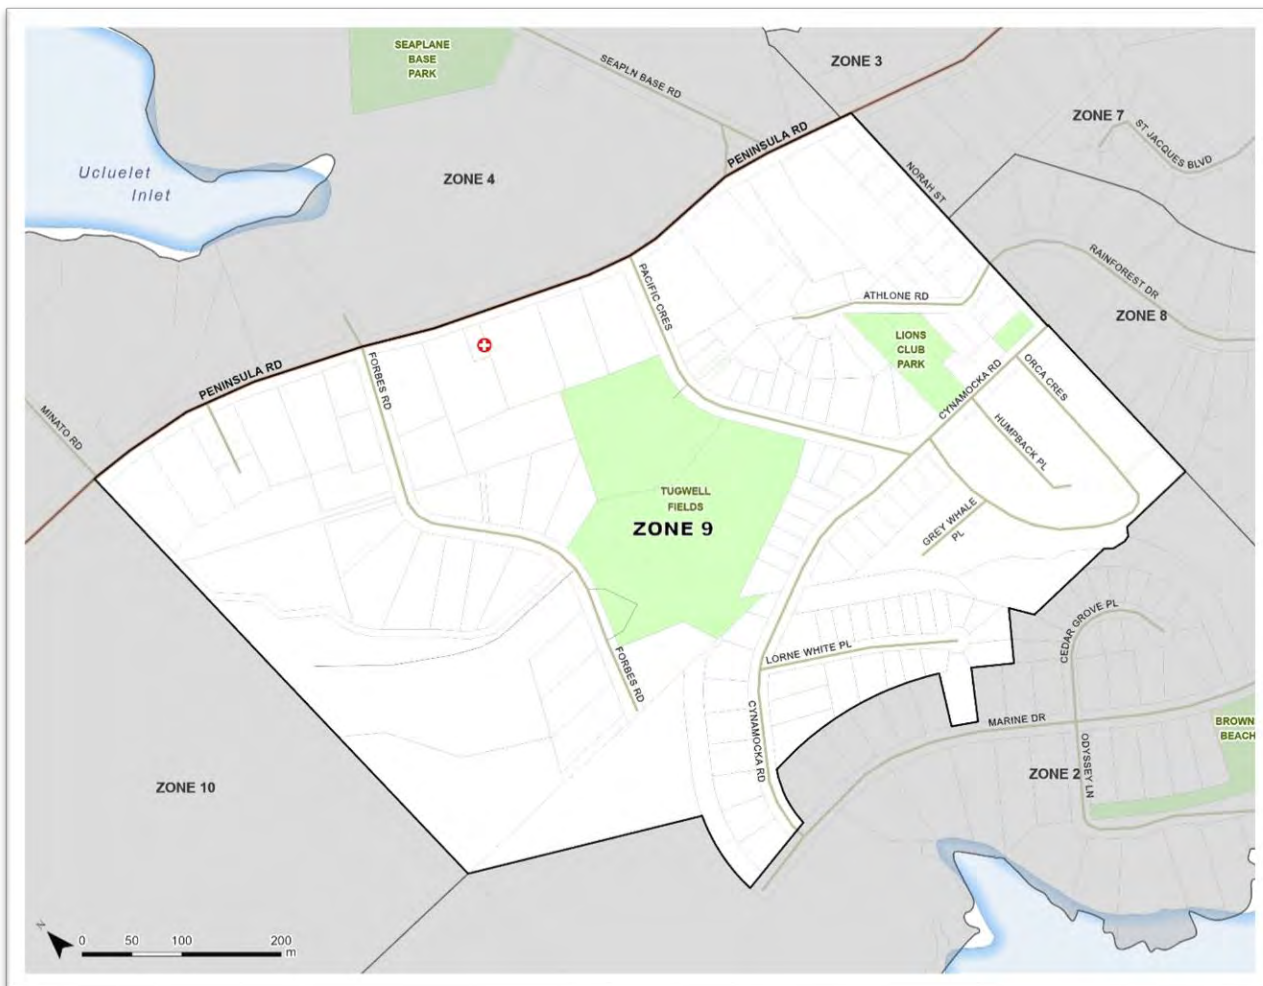 SEAPLANE
BASE
PARK
SEAPLN BASE RD
ZONE 3
ZONE 7
ST JACQUES BLVD
PENINSULA RD
NORAH ST
Ucluelet
Inlet
ZONE 4
RAINFOREST DR
PACIFIC CRES
ATHLONE RD
ZONE 8
LIONS
CLUB
PARK
PENINSULA RD
FORBES RD
CYNAMOCKA RD
ORCA CRES
MINATO RD
HUMPBACK PL
TUGWELL
FIELDS
ZONE 9
GREY WHALE
PL
CEDAR GROVE PL
LORNE WHITE PL
FORBES RD
CYNAMOCKA RD
MARINE DR
BROWN
BEACH
ODYSSEY LN
ZONE 2
ZONE 10
N
0 50 100 200
m